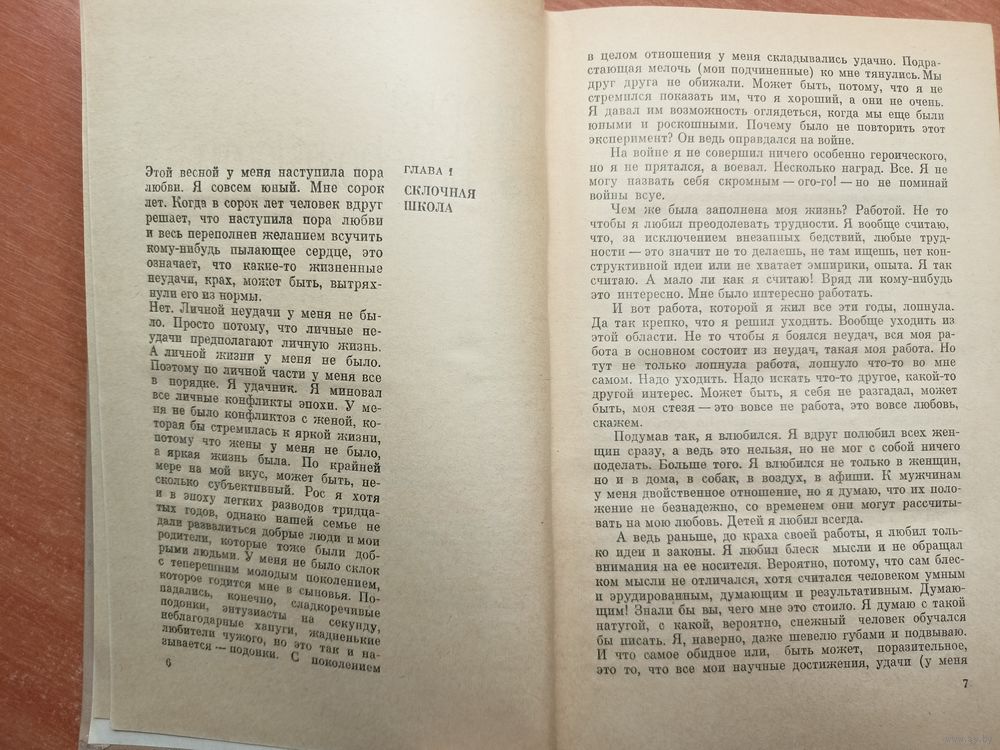 ГЛАВА 1
СКЛОЧНАЯ
ШКОЛА
Этой весной у меня наступила пора
любви. Я совсем юный. Мне сорок
лет. Когда в сорок лет человек вдруг
решает, что наступила пора любви
и весь переполнен желанием всучить
кому-нибудь пылающее сердце, это
означает, что какие-то жизненные
неудачи, крах, может быть, вытрях-
нули его из нормы.
Нет. Личной неудачи у меня не бы-
ло. Просто потому, что личные не-
удачи предполагают личную жизнь.
А личной жизни у меня не было.
Поэтому по личной части у меня все
в порядке. Я удачник. Я миновал
все личные конфликты эпохи. У ме-
ня не было конфликтов с женой, ко-
торая бы стремилась к яркой жизни,
потому что жены у меня не было,
а яркая жизнь была. По крайней
мере на мой вкус, может быть, не-
сколько субъективный. Рос я хотя
и в эпоху легких разводов тридца-
тых годов, однако нашей семье не
дали развалиться добрые люди и мои
родители, которые тоже были доб-
рыми людьми. У меня не было склок
с теперешним молодым поколением,
которое годится мне в сыновья. По-
падались, конечно, сладкоречивые
подонки, энтузиасты на секунду,
неблагодарные хапуги, жадненькие
любители чужого, но это так и на-
зывается — подонки. С поколением
6
в целом отношения у меня складывались удачно. Подра-
стающая мелочь (мои подчиненные) ко мне тянулись. Мы
друг друга не обижали. Может быть, потому, что я не
стремился показать им, что я хороший, а они не очень.
Я давал им возможность оглядеться, когда мы еще были
юными и роскошными. Почему было не повторить этот
эксперимент? Он ведь оправдался на войне.
На войне я не совершил ничего особенно героического,
но я не прятался, а воевал. Несколько наград. Все. Я не
могу назвать себя скромным — ого-го! — но не поминай
войны всуе.
Чем же была заполнена моя жизнь? Работой. Не то
чтобы я любил преодолевать трудности. Я вообще считаю,
что, за исключением внезапных бедствий, любые труд-
ности — это значит не то делаешь, не там ищешь, нет кон-
структивной идеи или не хватает эмпирики, опыта. Я так
считаю. А мало ли как я считаю! Вряд ли кому-нибудь
это интересно. Мне было интересно работать.
И вот работа, которой я жил все эти годы, лопнула.
Да так крепко, что я решил уходить. Вообще уходить из
этой области. Не то чтобы я боялся неудач, вся моя ра-
бота в основном состоит из неудач, такая моя работа. Но
тут не только лопнула работа, лопнуло что-то во мне
самом. Надо уходить. Надо искать что-то другое, какой-то
другой интерес. Может быть, я себя не разгадал, может
быть, моя стезя — это вовсе не работа, это вовсе любовь,
скажем.
Подумав так, я влюбился. Я вдруг полюбил всех жен-
щин сразу, а ведь это нельзя, но не мог с собой ничего
поделать. Больше того. Я влюбился не только в женщин,
но и в дома, в собак, в воздух, в афиши. К мужчинам
у меня двойственное отношение, но я думаю, что их поло-
жение не безнадежно, со временем они могут рассчиты-
вать на мою любовь. Детей я любил всегда.
А ведь раньше, до краха своей работы, я любил толь-
ко идеи и законы. Я любил блеск мысли и не обращал
внимания на ее носителя. Вероятно, потому, что сам блес-
ком мысли не отличался, хотя считался человеком умным
и эрудированным, думающим и результативным. Думаю-
щим! Знали бы вы, чего мне это стоило. Я думаю с такой
натугой, с какой, вероятно, снежный человек обучался
бы писать. Я, наверно, даже шевелю губами и подвываю.
И что самое обидное или, быть может, поразительное,
это то, что все мои научные достижения, удачи (у меня
7